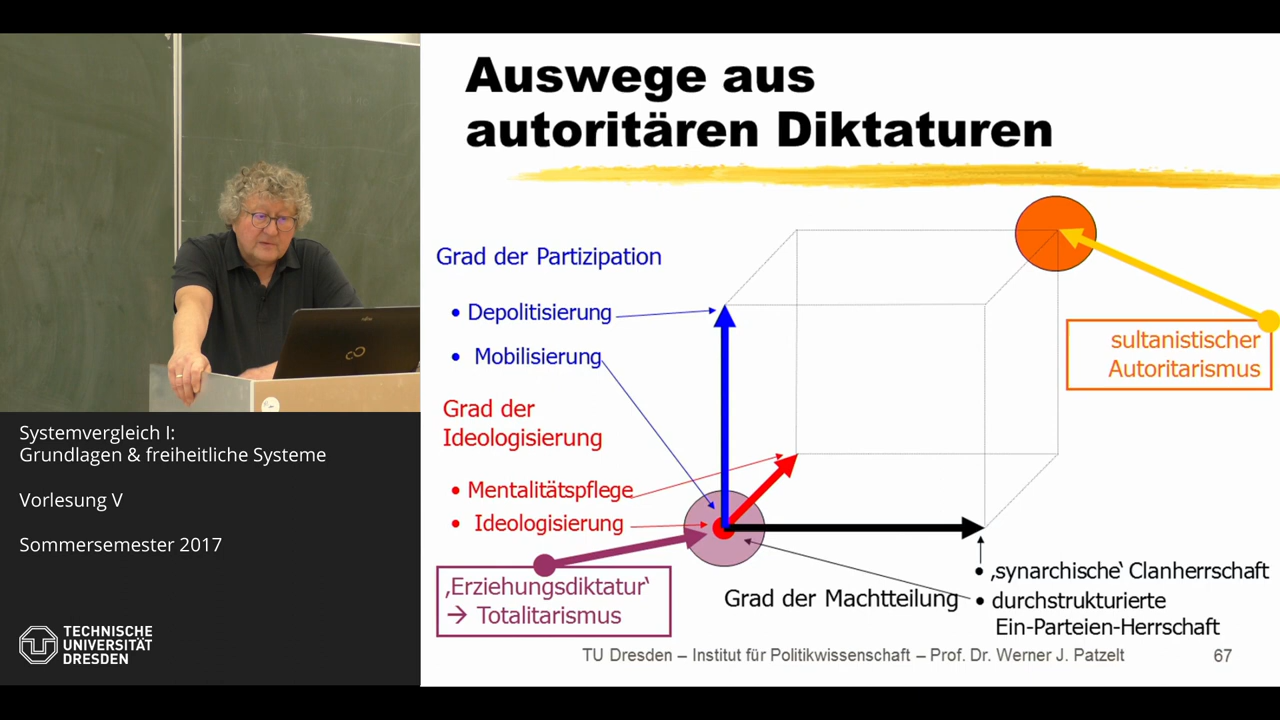 Auswege aus
autoritären Diktaturen
Grad der Partizipation
• Depolitisierung
• Mobilisierung
Grad der
Ideologisierung
• Mentalitätspflege
• Ideologisierung
‚Erziehungsdiktatur‘
→ Totalitarismus
sultanistischer
Autoritarismus
Grad der Machtteilung
• ‚synarchische‘ Clanherrschaft
• durchstrukturierte
Ein-Parteien-Herrschaft
TU Dresden – Institut für Politikwissenschaft – Prof. Dr. Werner J. Patzelt
67
Systemvergleich I:
Grundlagen & freiheitliche Systeme
Vorlesung V
Sommersemester 2017
TECHNISCHE
UNIVERSITÄT
DRESDEN